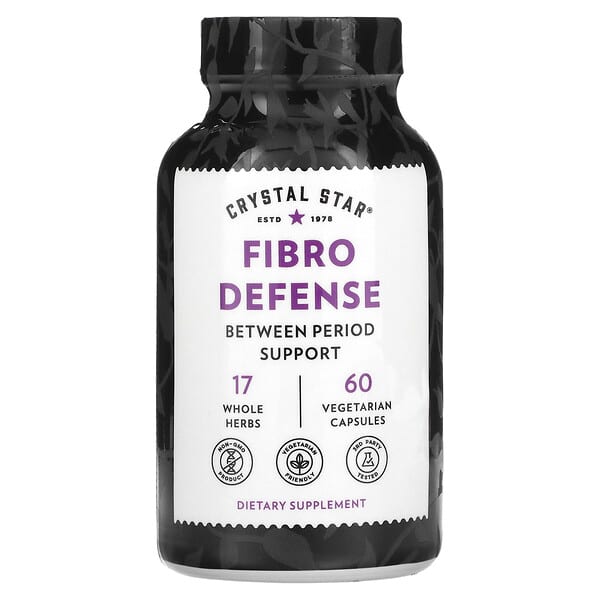 CRYSTAL STAR®
ESTD 1978
FIBRO
DEFENSE
BETWEEN PERIOD
SUPPORT
17
WHOLE
HERBS
60
VEGETARIAN
CAPSULES
NON-GMO
PRODUCT
VEGETARIAN
FRIENDLY
3RD PARTY
TESTED
DIETARY SUPPLEMENT